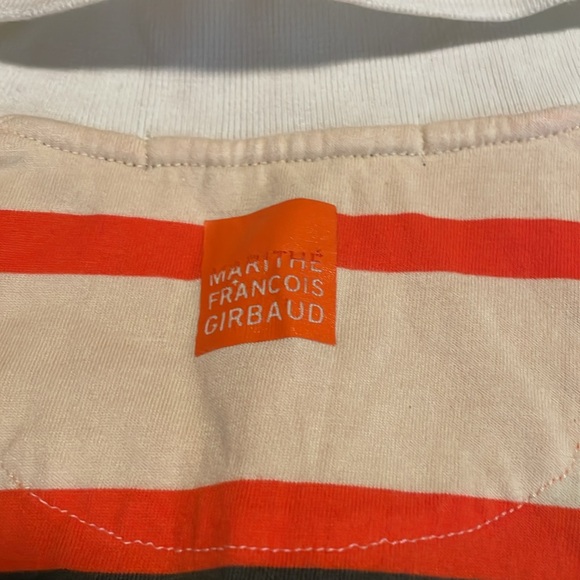 MARITHÉ
+
FRANCOIS
GIRBAUD